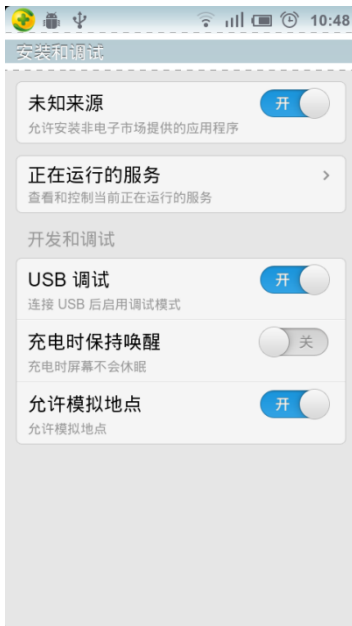 10:48
安装和调试
未知来源
开
允许安装非电子市场提供的应用程序
正在运行的服务
查看和控制当前正在运行的服务
开发和调试
USB 调试
开
连接 USB 后启用调试模式
充电时保持唤醒
关
充电时屏幕不会休眠
允许模拟地点
开
允许模拟地点